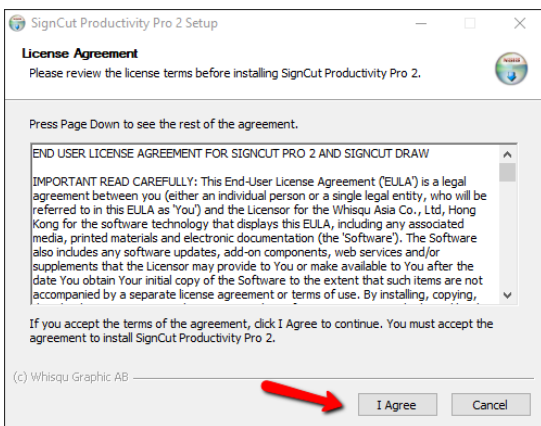 SignCut Productivity Pro 2 Setup
License Agreement
Please review the license terms before installing SignCut Productivity Pro 2.
Press Page Down to see the rest of the agreement.
END USER LICENSE AGREEMENT FOR SIGNCUT PRO 2 AND SIGNCUT DRAW
IMPORTANT READ CAREFULLY: This End-User License Agreement ('EULA') is a legal
agreement between you (either an individual person or a single legal entity, who will be
referred to in this EULA as 'You') and the Licensor for the Whisqu Asia Co., Ltd, Hong
Kong for the software technology that displays this EULA, including any associated
media, printed materials and electronic documentation (the 'Software'). The Software
also includes any software updates, add-on components, web services and/or
supplements that the Licensor may provide to You or make available to You after the
date You obtain Your initial copy of the Software to the extent that such items are not
accompanied by a separate license agreement or terms of use. By installing, copying,
If you accept the terms of the agreement, click I Agree to continue. You must accept the
agreement to install SignCut Productivity Pro 2.
(c) Whisqu Graphic AB
I Agree
Cancel